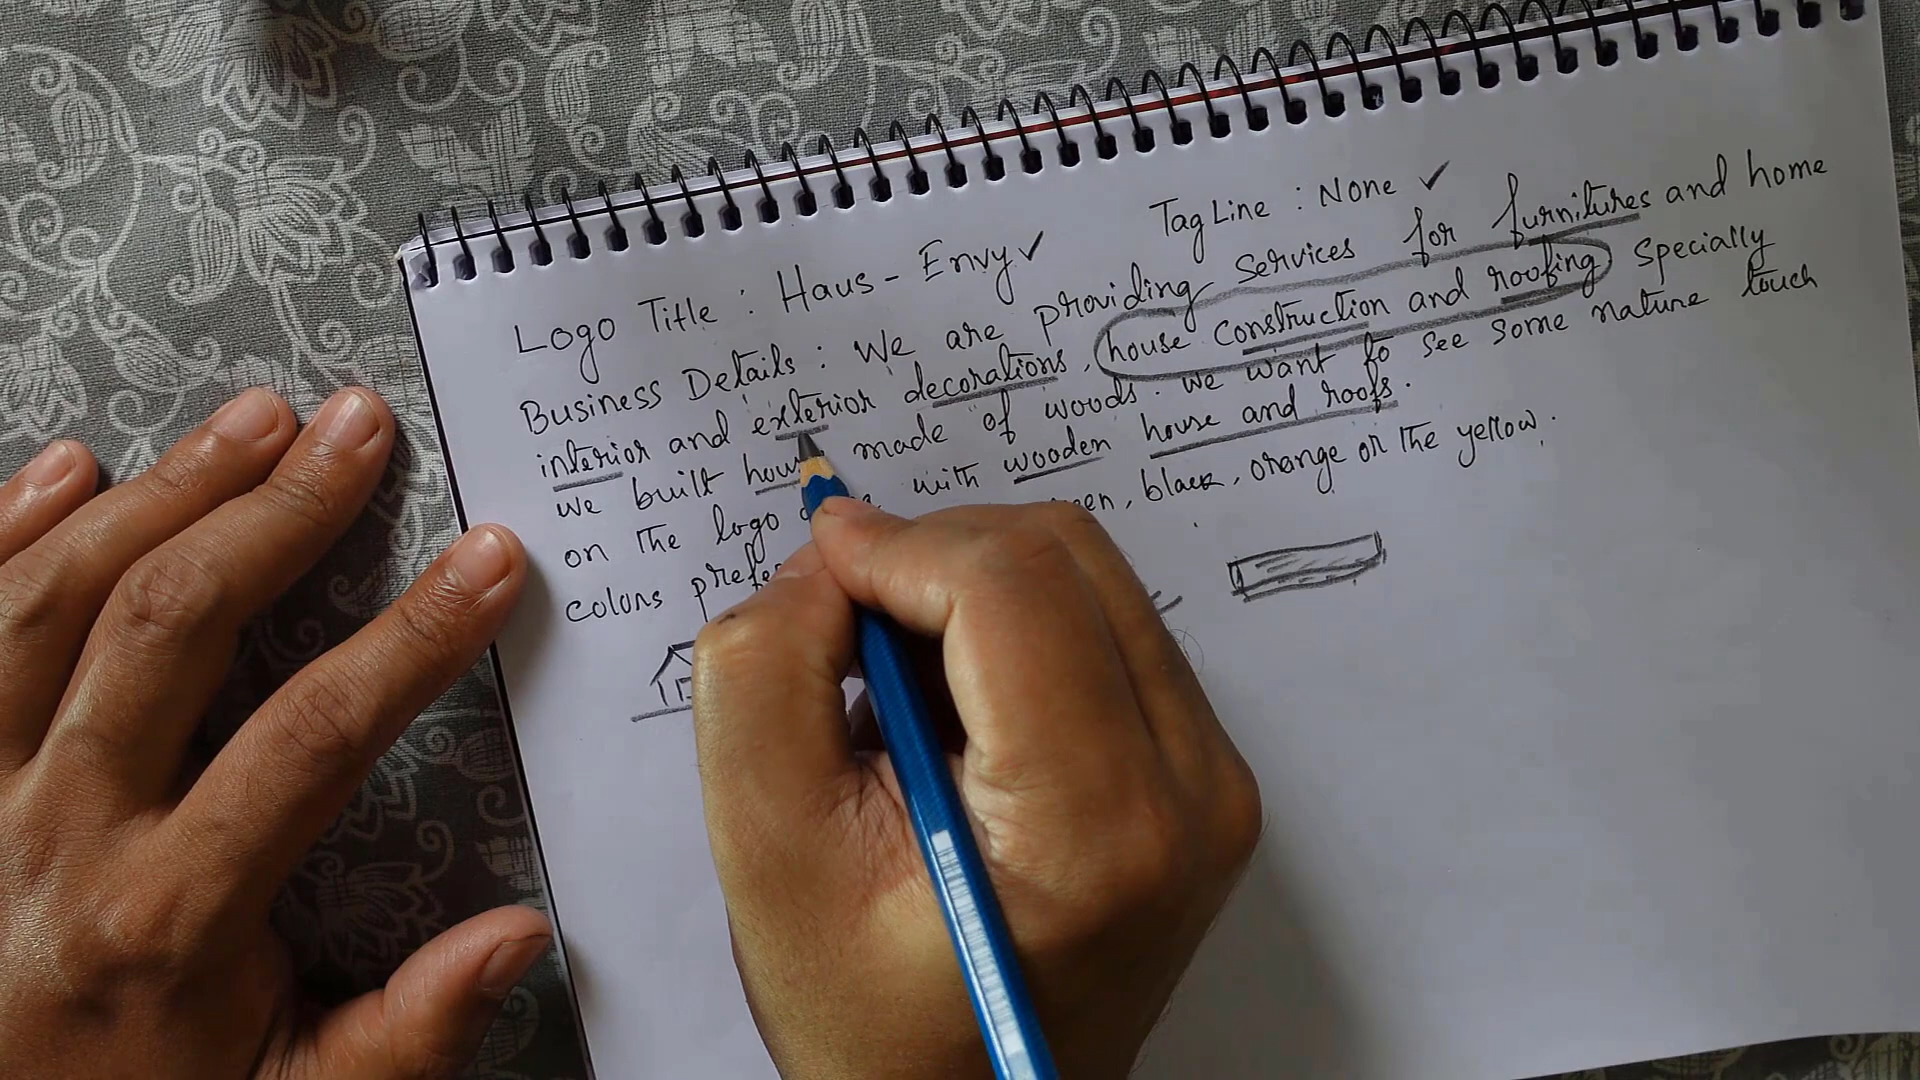 Logo Title : Haus - Envy ✓ Tag Line : None ✓
Business Details : We are providing services for furnitures and home
interior and exterior decorations, house construction and roofing specially
we built made of woods. we want to see some nature touch
on the logo with wooden house and roofs.
colors black, orange or the yellow.